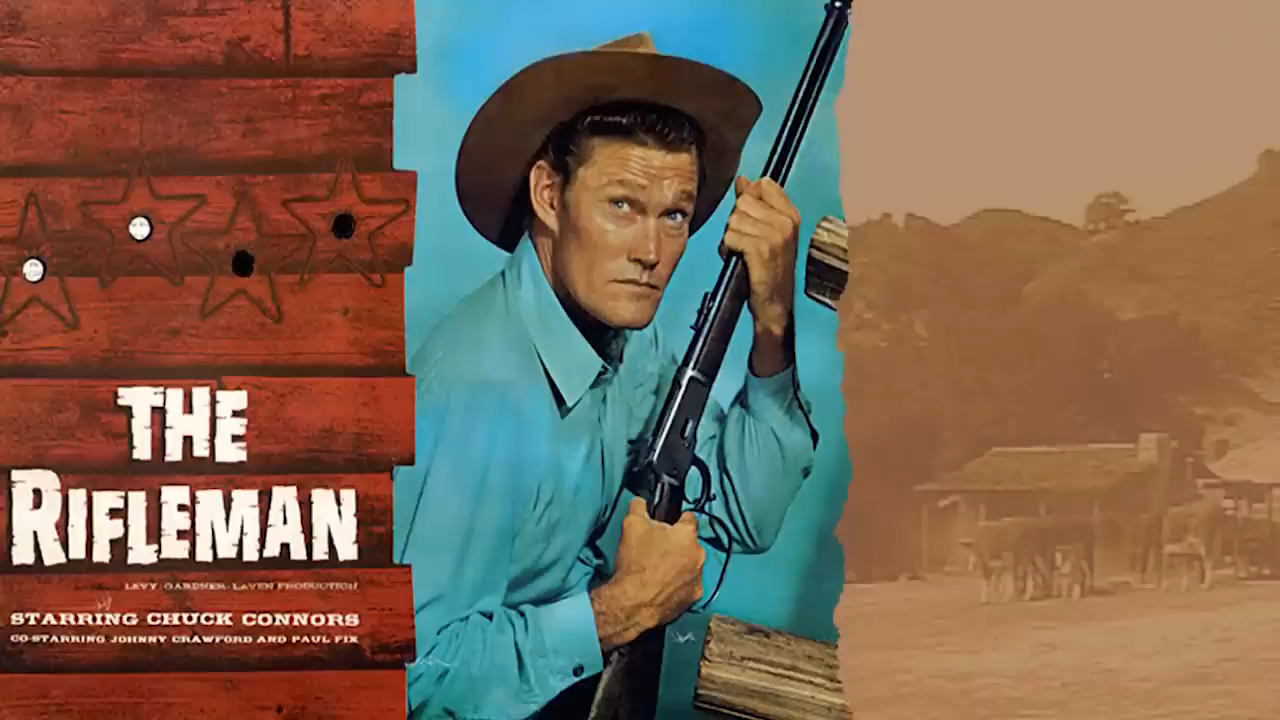 THE
RIFLEMAN
LEVY-GARDNER-LAVEN PRODUCTION
STARRING CHUCK CONNORS
CO-STARRING JOHNNY CRAWFORD AND PAUL FIX